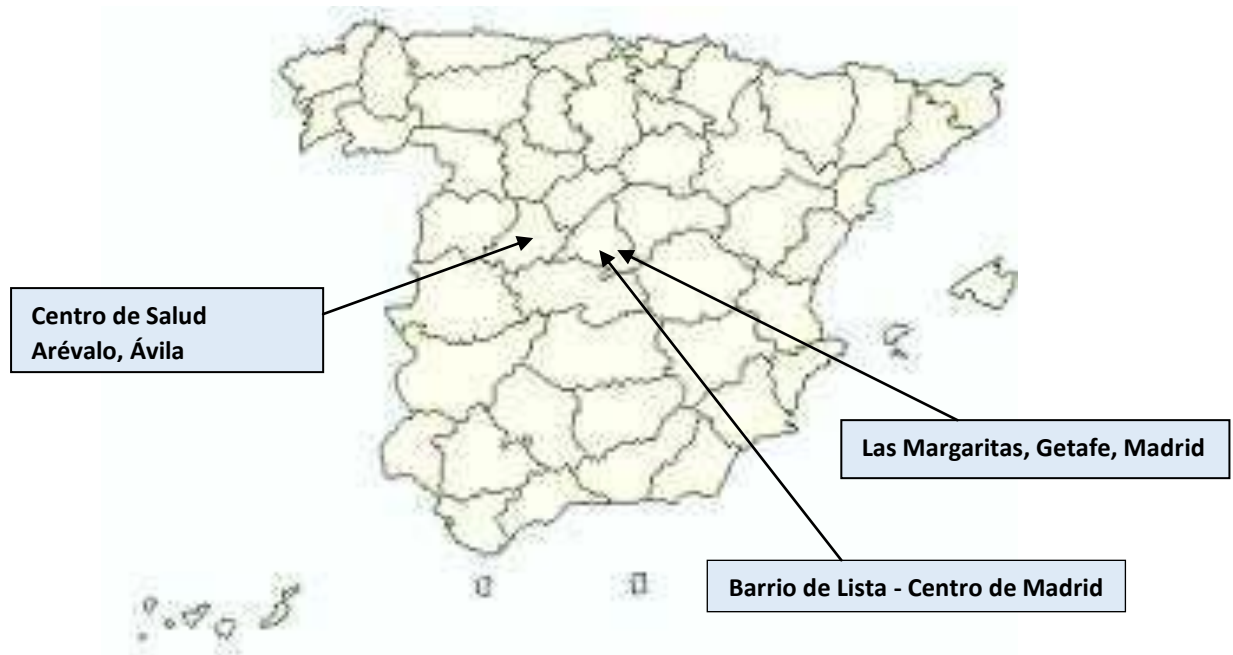 Centro de Salud
Arévalo, Ávila
Las Margaritas, Getafe, Madrid
Barrio de Lista - Centro de Madrid